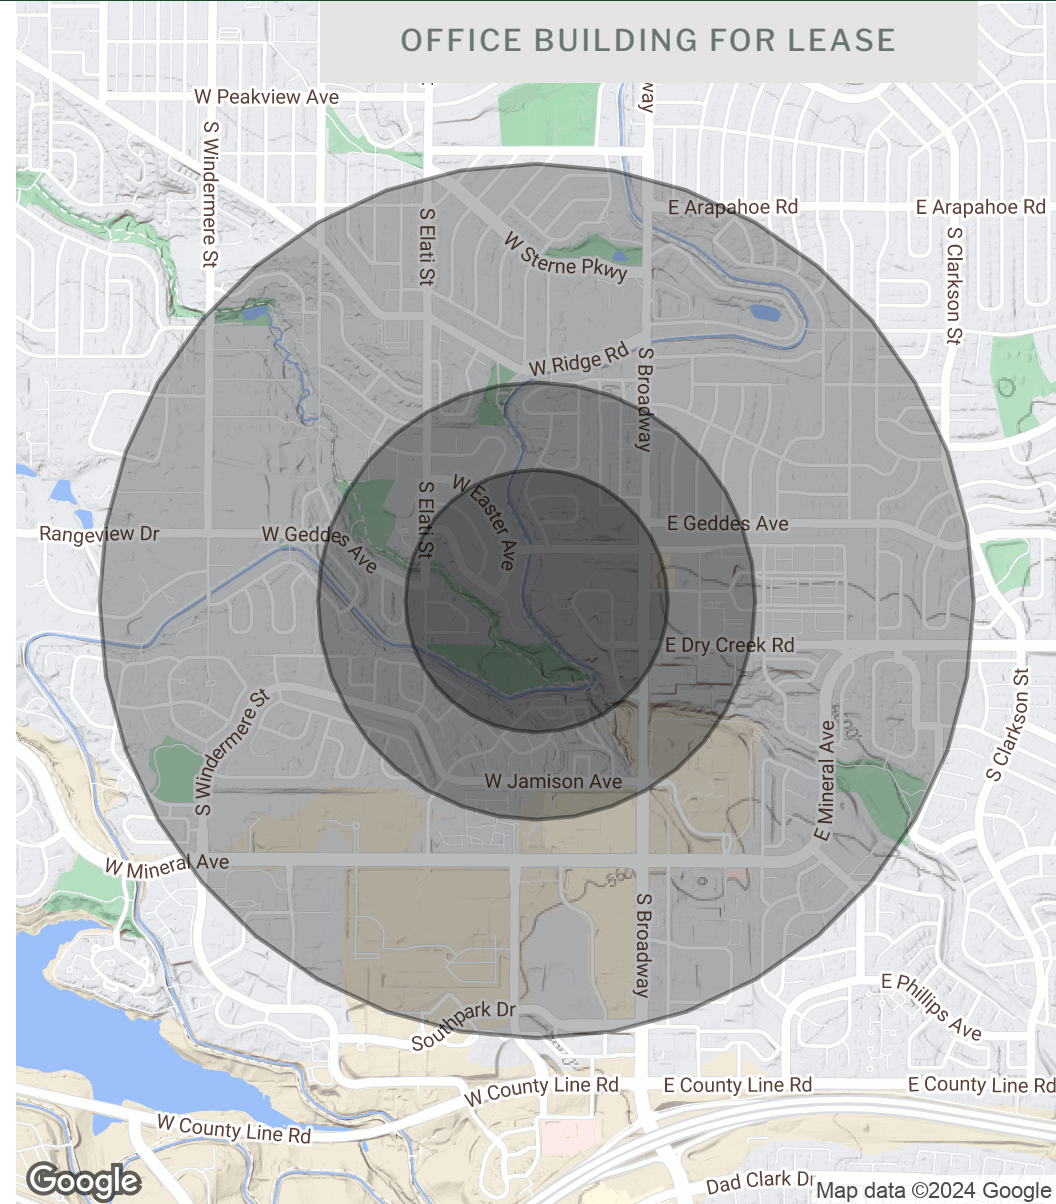 OFFICE BUILDING FOR LEASE
W Peakview Ave
S Windermere St
way
E Arapahoe Rd
E Arapahoe Rd
S Elati St
W Sterne Pkwy
S Clarkson St
W Ridge Rd
S Broadway
W Easter Ave
S Elati St
E Geddes Ave
Rangeview Dr
W Geddes Ave
E Dry Creek Rd
S Windermere St
S Clarkson St
E Mineral Ave
W Jamison Ave
W Mineral Ave
560
S Broadway
E Phillips Ave
Southpark Dr
W County Line Rd
E County Line Rd
E County Line Rd
W County Line Rd
Google
Dad Clark Dr
Map data ©2024 Google